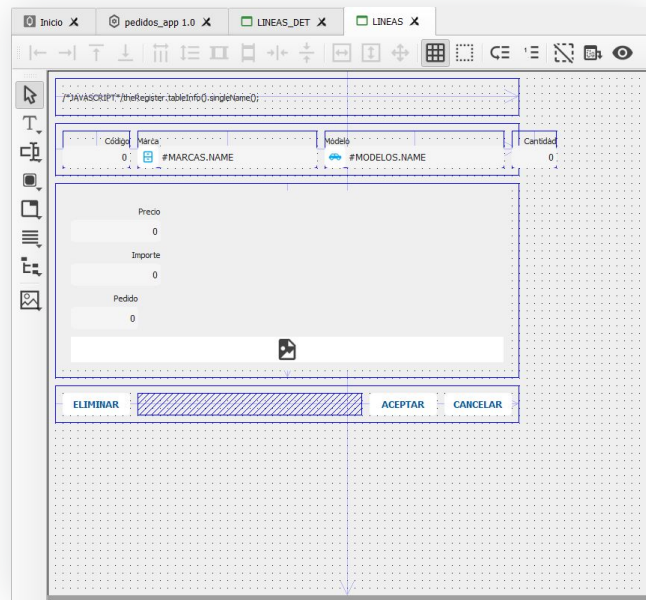 Inicio
pedidos_app 1.0
LINEAS_DET
LINEAS
/*JAVASCRIPT*/theRegister.tableInfo().singleName();
Código Marca Modelo Cantidad
0 #MARCAS.NAME #MODELOS.NAME 0
Precio
0
Importe
0
Pedido
0
ELIMINAR ACEPTAR CANCELAR